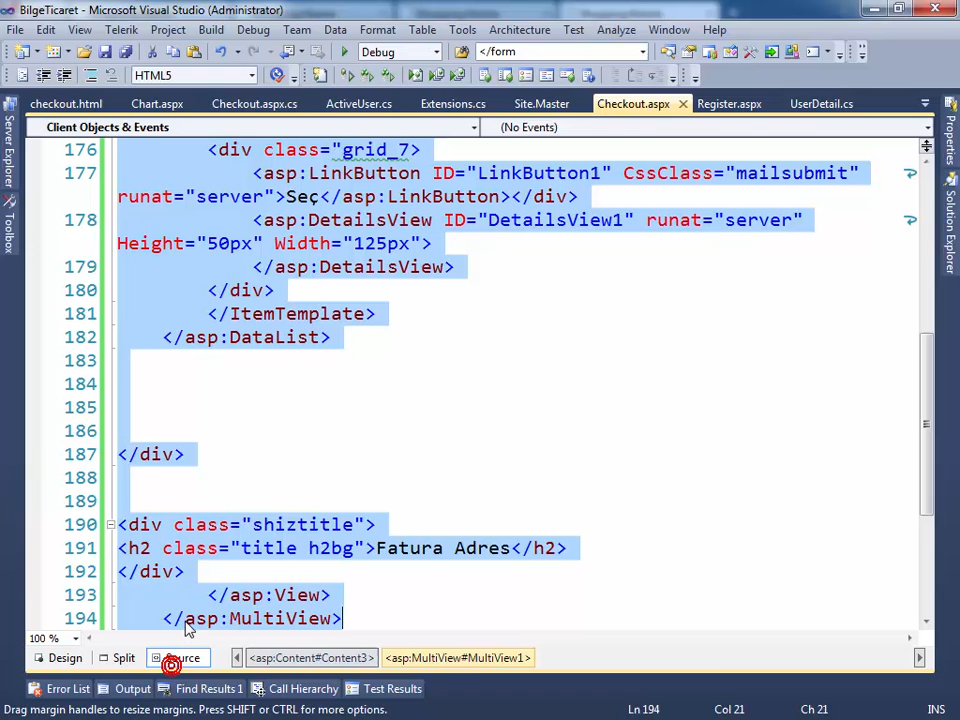 BilgeTicaret - Microsoft Visual Studio (Administrator)
File Edit View Telerik Project Build Debug Team Data Format Table Tools Architecture Test Analyze Window Help
Debug </form
HTML5
checkout.html Chart.aspx Checkout.aspx.cs ActiveUser.cs Extensions.cs Site.Master Checkout.aspx Register.aspx UserDetail.cs
Client Objects & Events (No Events)
Server Explorer
Toolbox
Properties
Solution Explorer
176 <div class="grid_7>
177 <asp:LinkButton ID="LinkButton1" CssClass="mailsubmit"
runat="server">Seç</asp:LinkButton></div>
178 <asp:DetailsView ID="DetailsView1" runat="server"
Height="50px" Width="125px">
179 </asp:DetailsView>
180 </div>
181 </ItemTemplate>
182 </asp:DataList>
183
184
185
186
187 </div>
188
189
190 <div class="shiztitle">
191 <h2 class="title h2bg">Fatura Adres</h2>
192 </div>
193 </asp:View>
194 </asp:MultiView>
100 %
Design Split <asp:Content#Content3> <asp:MultiView#MultiView1>
Error List Output Find Results 1 Call Hierarchy Test Results
Drag margin handles to resize margins. Press SHIFT or CTRL for more options. Ln 194 Col 21 Ch 21 INS